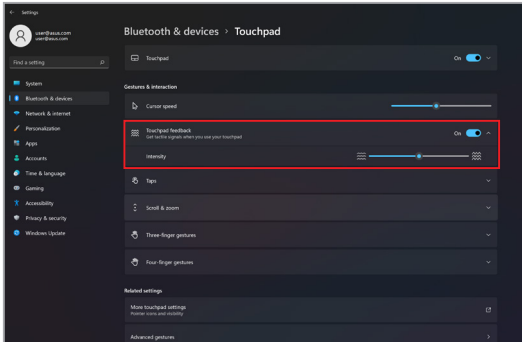 Settings
Bluetooth & devices > Touchpad
user@asus.com
user@asus.com
Find a setting
System
Bluetooth & devices
Network & internet
Personalization
Apps
Accounts
Time & language
Gaming
Accessibility
Privacy & security
Windows Update
Touchpad
On
Gestures & interaction
Cursor speed
Touchpad feedback
Get tactile signals when you use your touchpad
On
Intensity
Taps
Scroll & zoom
Three-finger gestures
Four-finger gestures
Related settings
More touchpad settings
Pointer icons and visibility
Advanced gestures